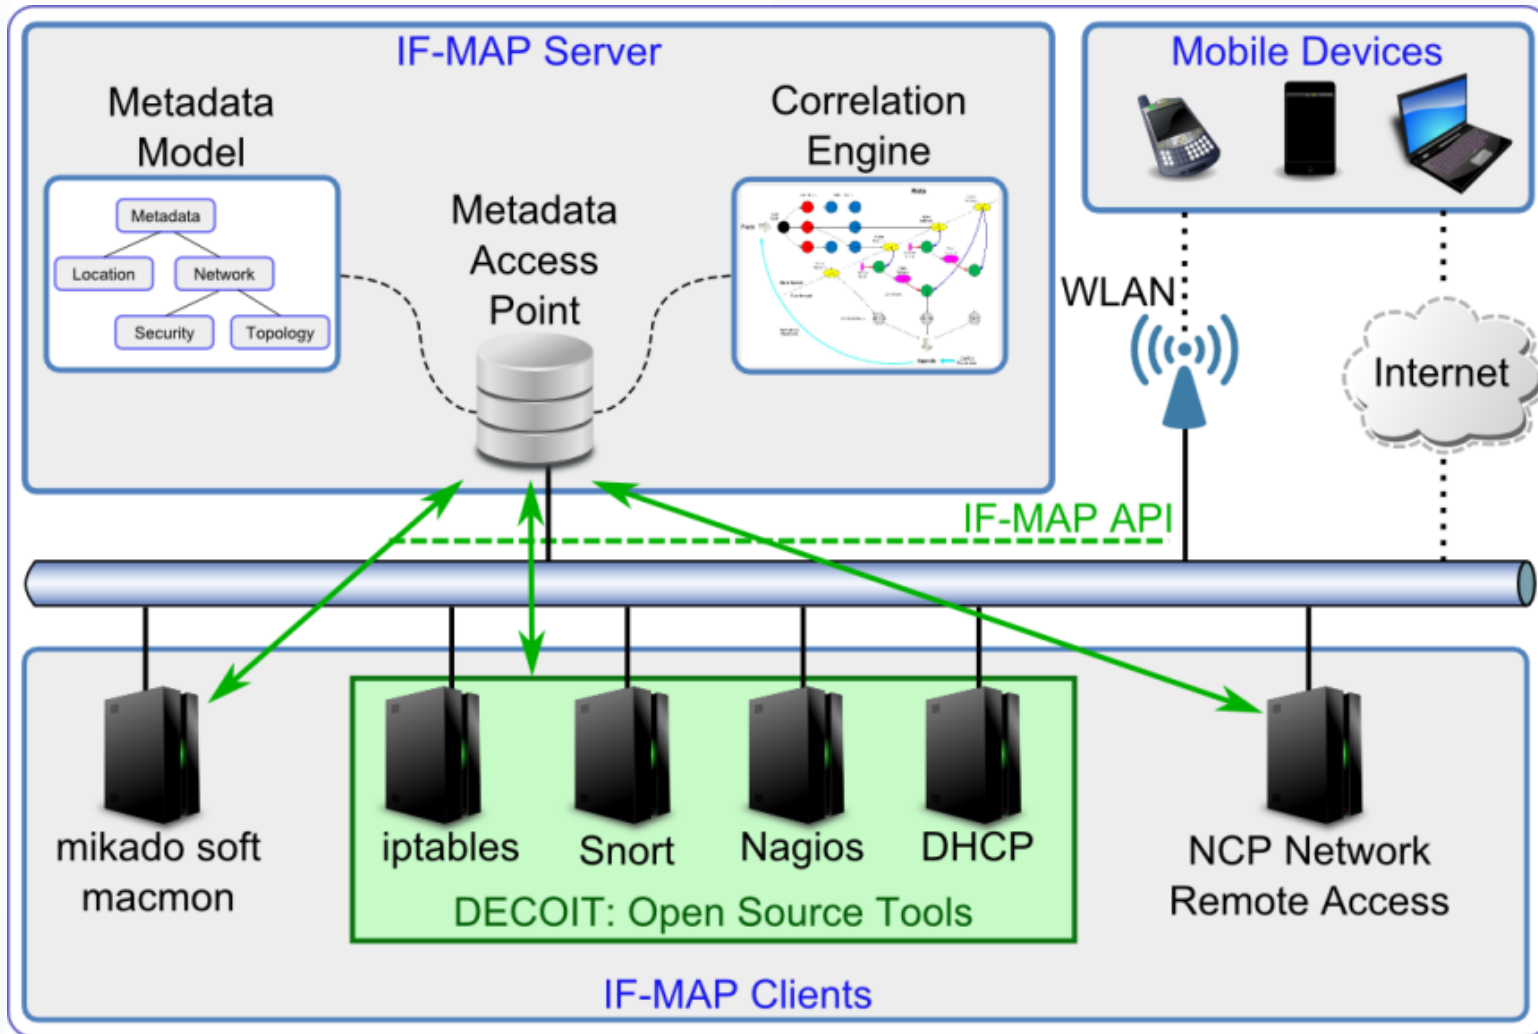 IF-MAP Server
Metadata
Model
Metadata
Location
Network
Security
Topology
Metadata
Access
Point
Correlation
Engine
Mobile Devices
WLAN
Internet
IF-MAP API
mikado soft
macmon
iptables
Snort
Nagios
DHCP
DECOIT: Open Source Tools
NCP Network
Remote Access
IF-MAP Clients